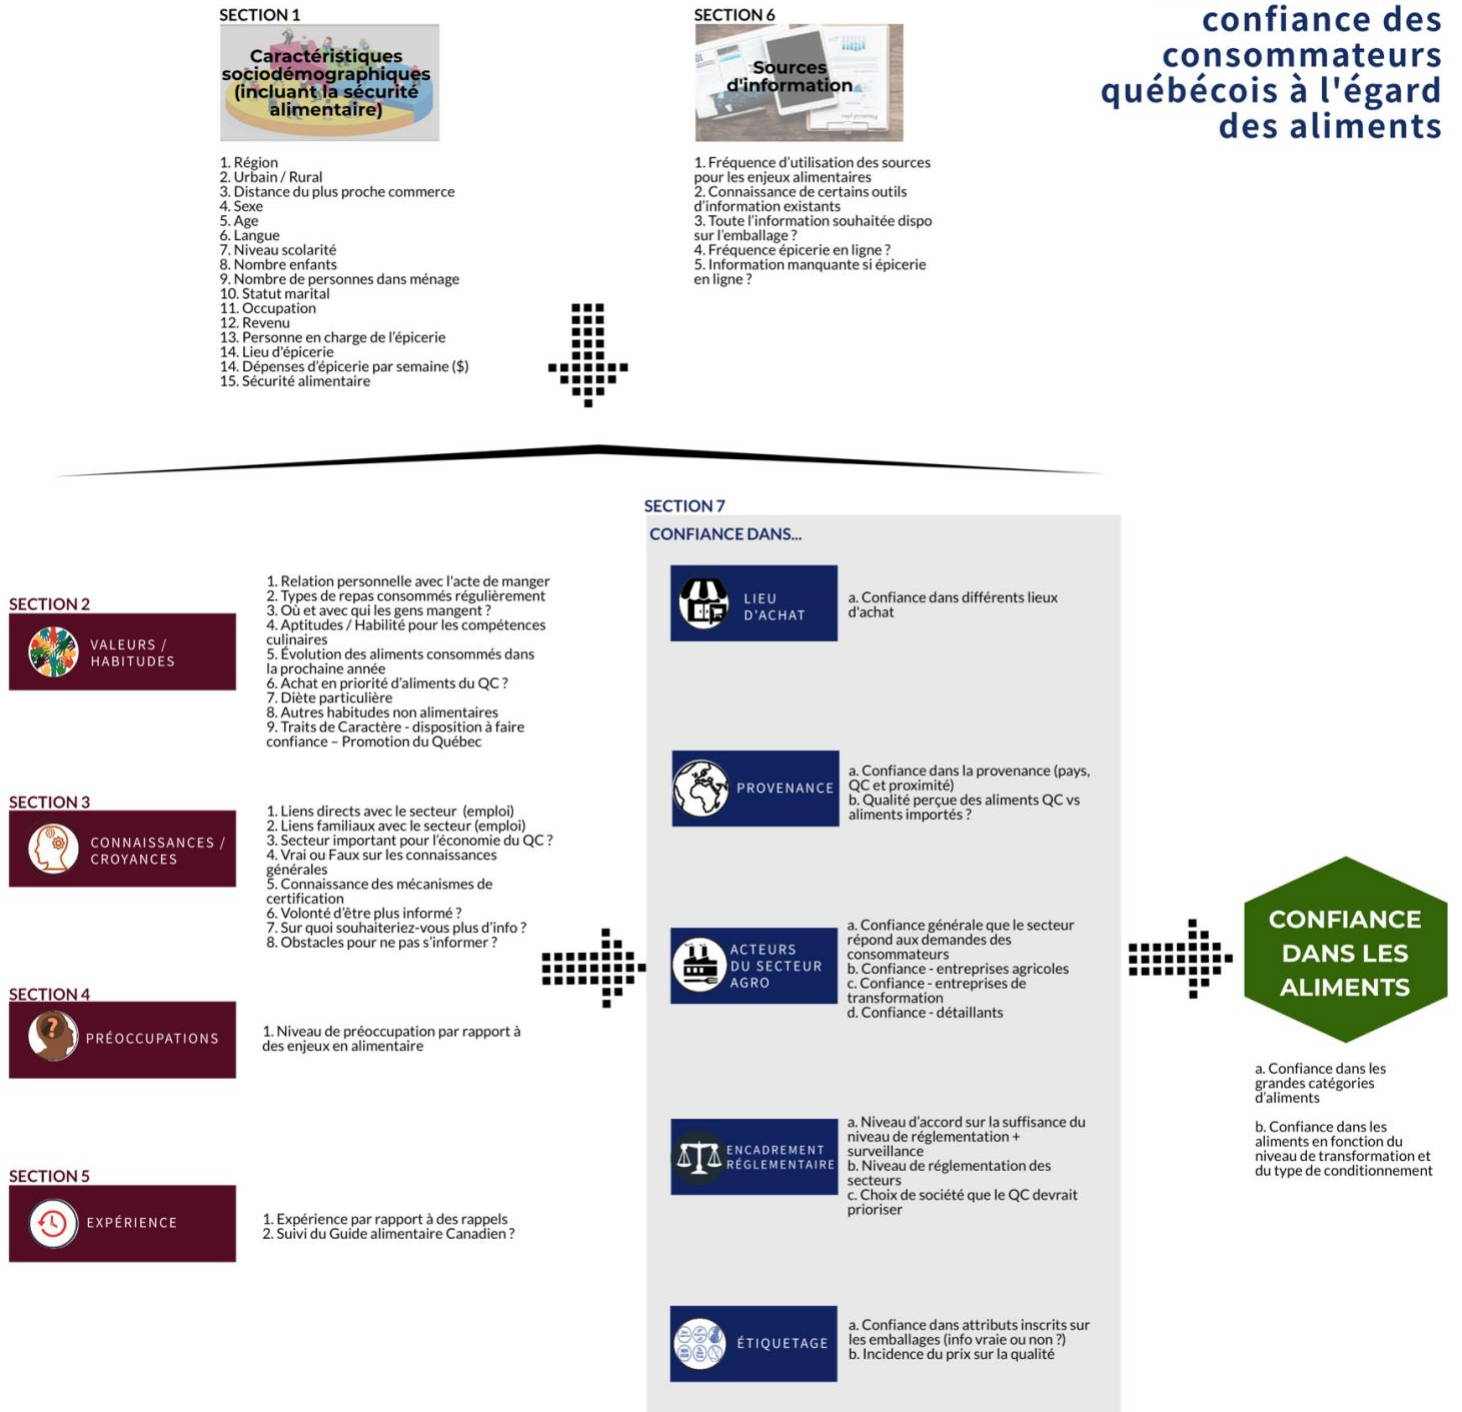 confiance des
consommateurs
québécois à l'égard
des aliments
SECTION 1
Caractéristiques
sociodémographiques
(incluant la sécurité
alimentaire)
1. Région
2. Urbain / Rural
3. Distance du plus proche commerce
4. Sexe
5. Age
6. Langue
7. Niveau scolarité
8. Nombre enfants
9. Nombre de personnes dans ménage
10. Statut marital
11. Occupation
12. Revenu
13. Personne en charge de l'épicerie
14. Lieu d'épicerie
14. Dépenses d'épicerie par semaine ($)
15. Sécurité alimentaire
SECTION 6
Sources
d'information
1. Fréquence d'utilisation des sources
pour les enjeux alimentaires
2. Connaissance de certains outils
d'information existants
3. Toute l'information souhaitée dispo
sur l'emballage ?
4. Fréquence épicerie en ligne ?
5. Information manquante si épicerie
en ligne ?
SECTION 2
VALEURS /
HABITUDES
1. Relation personnelle avec l'acte de manger
2. Types de repas consommés régulièrement
3. Où et avec qui les gens mangent ?
4. Aptitudes / Habilité pour les compétences
culinaires
5. Évolution des aliments consommés dans
la prochaine année
6. Achat en priorité d'aliments du QC ?
7. Diète particulière
8. Autres habitudes non alimentaires
9. Traits de Caractère - disposition à faire
confiance – Promotion du Québec
SECTION 3
CONNAISSANCES /
CROYANCES
1. Liens directs avec le secteur (emploi)
2. Liens familiaux avec le secteur (emploi)
3. Secteur important pour l'économie du QC ?
4. Vrai ou Faux sur les connaissances
générales
5. Connaissance des mécanismes de
certification
6. Volonté d'être plus informé ?
7. Sur quoi souhaiteriez-vous plus d'info ?
8. Obstacles pour ne pas s'informer ?
SECTION 4
?
PRÉOCCUPATIONS
1. Niveau de préoccupation par rapport à
des enjeux en alimentaire
SECTION 5
EXPÉRIENCE
1. Expérience par rapport à des rappels
2. Suivi du Guide alimentaire Canadien ?
SECTION 7
CONFIANCE DANS...
LIEU
D'ACHAT
a. Confiance dans différents lieux
d'achat
PROVENANCE
a. Confiance dans la provenance (pays,
QC et proximité)
b. Qualité perçue des aliments QC vs
aliments importés ?
ACTEURS
DU SECTEUR
AGRO
a. Confiance générale que le secteur
répond aux demandes des
consommateurs
b. Confiance - entreprises agricoles
c. Confiance - entreprises de
transformation
d. Confiance - détaillants
ENCADREMENT
RÉGLEMENTAIRE
a. Niveau d'accord sur la suffisance du
niveau de réglementation +
surveillance
b. Niveau de réglementation des
secteurs
c. Choix de société que le QC devrait
prioriser
ÉTIQUETAGE
a. Confiance dans attributs inscrits sur
les emballages (info vraie ou non ?)
b. Incidence du prix sur la qualité
CONFIANCE
DANS LES
ALIMENTS
a. Confiance dans les
grandes catégories
d'aliments
b. Confiance dans les
aliments en fonction du
niveau de transformation et
du type de conditionnement